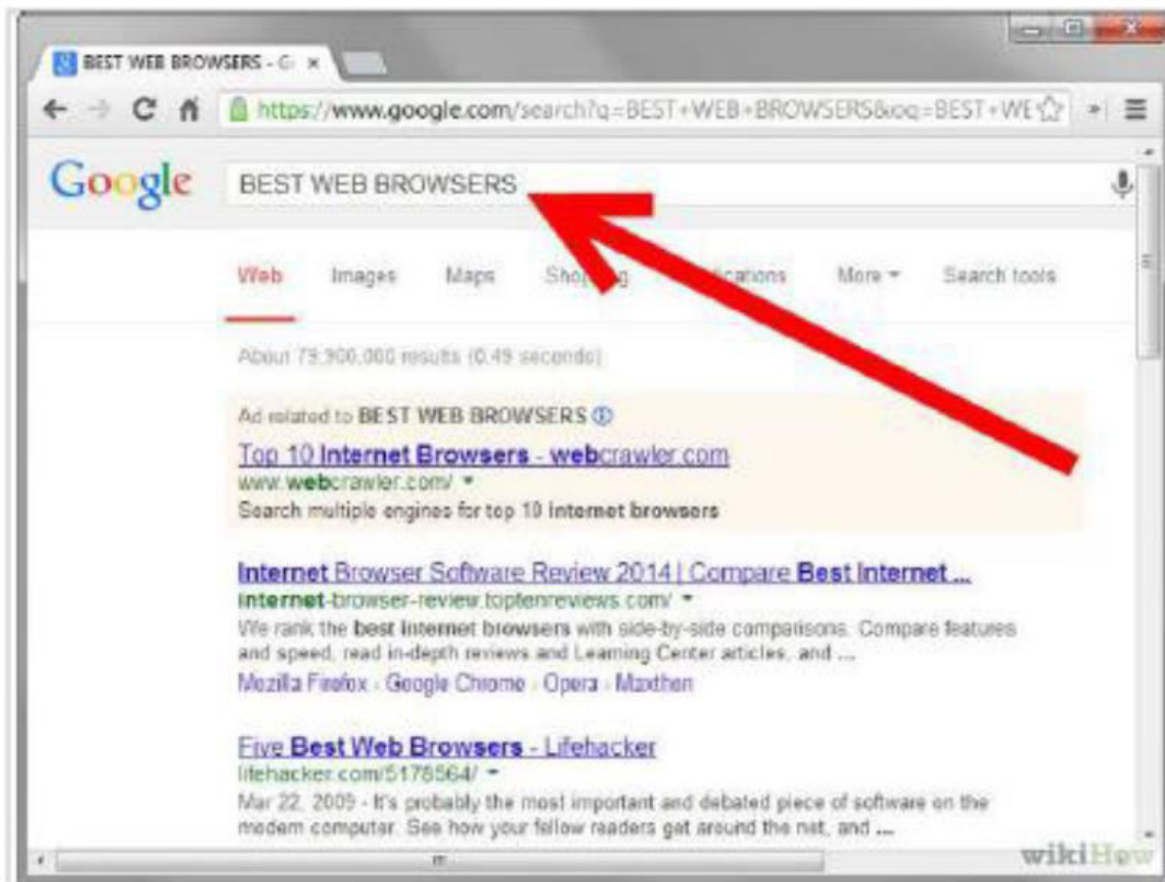 BEST WEB BROWSERS - G
https://www.google.com/search?q=BEST+WEB+BROWSERS&oq=BEST+WE
Google BEST WEB BROWSERS
Web Images Maps More Search tools
About 79,900,000 results (0.49 seconds)
Ad related to BEST WEB BROWSERS
Top 10 Internet Browsers - webcrawler.com
www.webcrawler.com/
Search multiple engines for top 10 internet browsers
Internet Browser Software Review 2014 | Compare Best Internet ...
internet-browser-review.toptenreviews.com/
We rank the best internet browsers with side-by-side comparisons. Compare features
and speed, read in-depth reviews and Learning Center articles, and ...
Mozilla Firefox - Google Chrome - Opera - Maxthon
Five Best Web Browsers - Lifehacker
lifehacker.com/5178564/
Mar 22, 2009 - It's probably the most important and debated piece of software on the
modern computer. See how your fellow readers get around the net, and ...
wikiHow